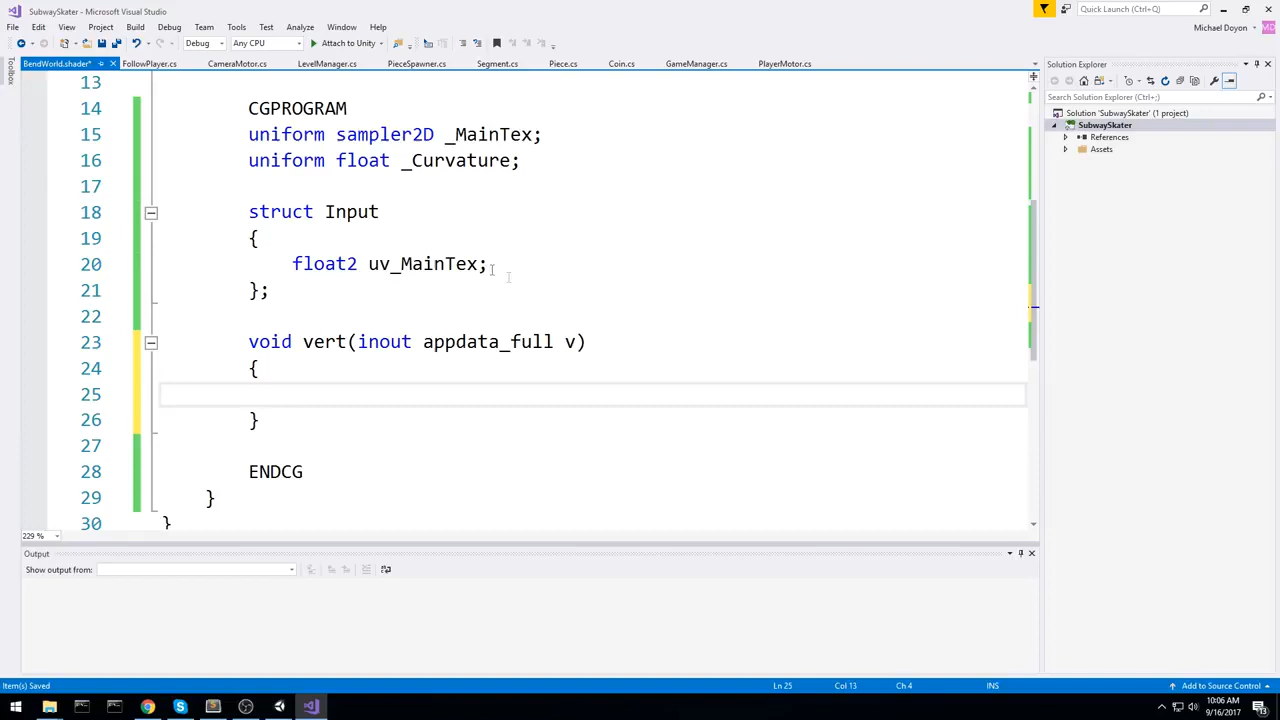 SubwaySkater - Microsoft Visual Studio
Quick Launch (Ctrl+Q)
File Edit View Project Build Debug Team Tools Test Analyze Window Help
Michael Doyon MD
Debug Any CPU Attach to Unity
BendWorld.shader* FollowPlayer.cs CameraMotor.cs LevelManager.cs PieceSpawner.cs Segment.cs Piece.cs Coin.cs GameManager.cs PlayerMotor.cs
Toolbox
Solution Explorer
Search Solution Explorer (Ctrl+;)
Solution 'SubwaySkater' (1 project)
SubwaySkater
References
Assets
13
14 CGPROGRAM
15 uniform sampler2D _MainTex;
16 uniform float _Curvature;
17
18 struct Input
19 {
20 float2 uv_MainTex;
21 };
22
23 void vert(inout appdata_full v)
24 {
25
26 }
27
28 ENDCG
29 }
30 }
229 %
Output
Show output from:
Item(s) Saved Ln 25 Col 13 Ch 4 INS Add to Source Control
10:06 AM
9/16/2017
13